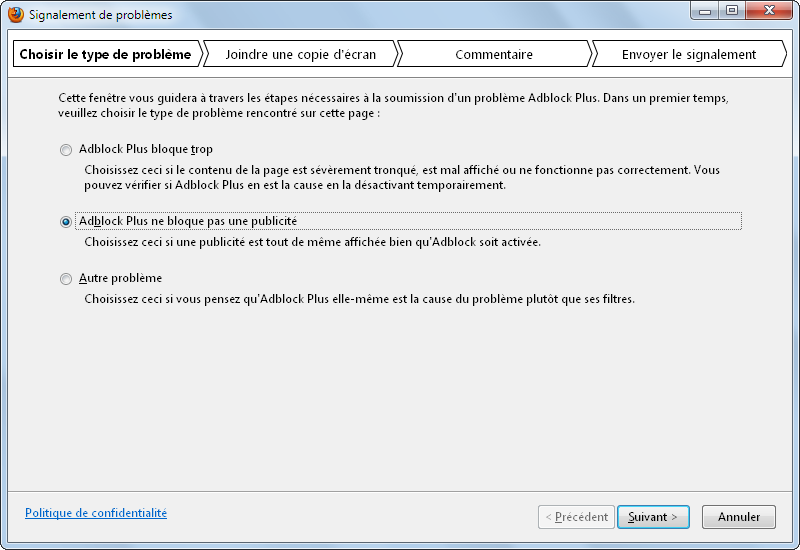 Signalement de problèmes
Choisir le type de problème
Joindre une copie d'écran
Commentaire
Envoyer le signalement
Cette fenêtre vous guidera à travers les étapes nécessaires à la soumission d'un problème Adblock Plus. Dans un premier temps,
veuillez choisir le type de problème rencontré sur cette page :
Adblock Plus bloque trop
Choisissez ceci si le contenu de la page est sévèrement tronqué, est mal affiché ou ne fonctionne pas correctement. Vous
pouvez vérifier si Adblock Plus en est la cause en la désactivant temporairement.
Adblock Plus ne bloque pas une publicité
Choisissez ceci si une publicité est tout de même affichée bien qu'Adblock soit activée.
Autre problème
Choisissez ceci si vous pensez qu'Adblock Plus elle-même est la cause du problème plutôt que ses filtres.
Politique de confidentialité
< Précédent
Suivant >
Annuler